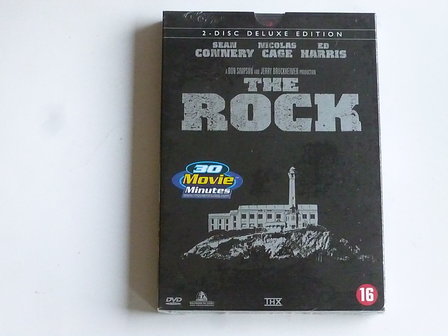 2-DISC DELUXE EDITION
SEAN NICOLAS ED
CONNERY CAGE HARRIS
A DON SIMPSON AND JERRY BRUCKHEIMER PRODUCTION
THE
ROCK
30
Movie
Minutes
DVD
THX
16